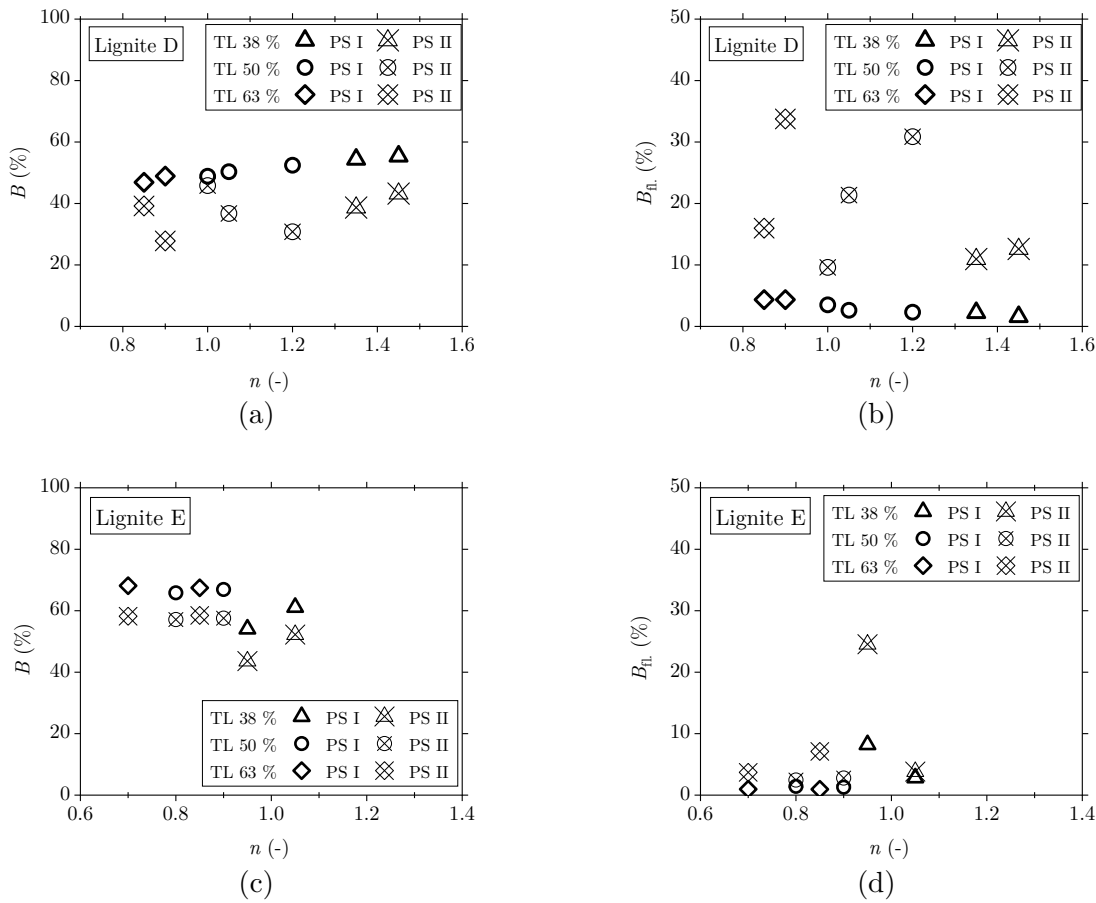 100
80
60
40
20
0
B (%)
Lignite D
TL 38 % PS I PS II
TL 50 % PS I PS II
TL 63 % PS I PS II
0.8 1.0 1.2 1.4 1.6
n (-)
(a)
50
40
30
20
10
0
B_fl. (%)
Lignite D
TL 38 % PS I PS II
TL 50 % PS I PS II
TL 63 % PS I PS II
0.8 1.0 1.2 1.4 1.6
n (-)
(b)
100
80
60
40
20
0
B (%)
Lignite E
TL 38 % PS I PS II
TL 50 % PS I PS II
TL 63 % PS I PS II
0.6 0.8 1.0 1.2 1.4
n (-)
(c)
50
40
30
20
10
0
B_fl. (%)
Lignite E
TL 38 % PS I PS II
TL 50 % PS I PS II
TL 63 % PS I PS II
0.6 0.8 1.0 1.2 1.4
n (-)
(d)